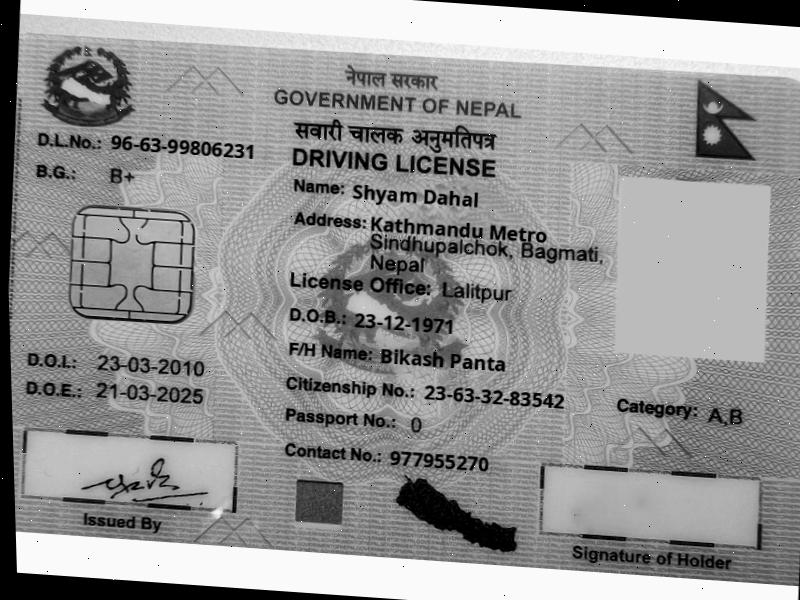 नेपाल सरकार
GOVERNMENT OF NEPAL
सवारी चालक अनुमतिपत्र
DRIVING LICENSE
D.L.No.: 96-63-99806231
B.G.: B+
Name: Shyam Dahal
Address: Kathmandu Metro
Sindhupalchok, Bagmati,
Nepal
License Office: Lalitpur
D.O.B.: 23-12-1971
F/H Name: Bikash Panta
D.O.I.: 23-03-2010
D.O.E.: 21-03-2025
Citizenship No.: 23-63-32-83542
Category: A,B
Passport No.: 0
Contact No.: 977955270
Issued By
Signature of Holder